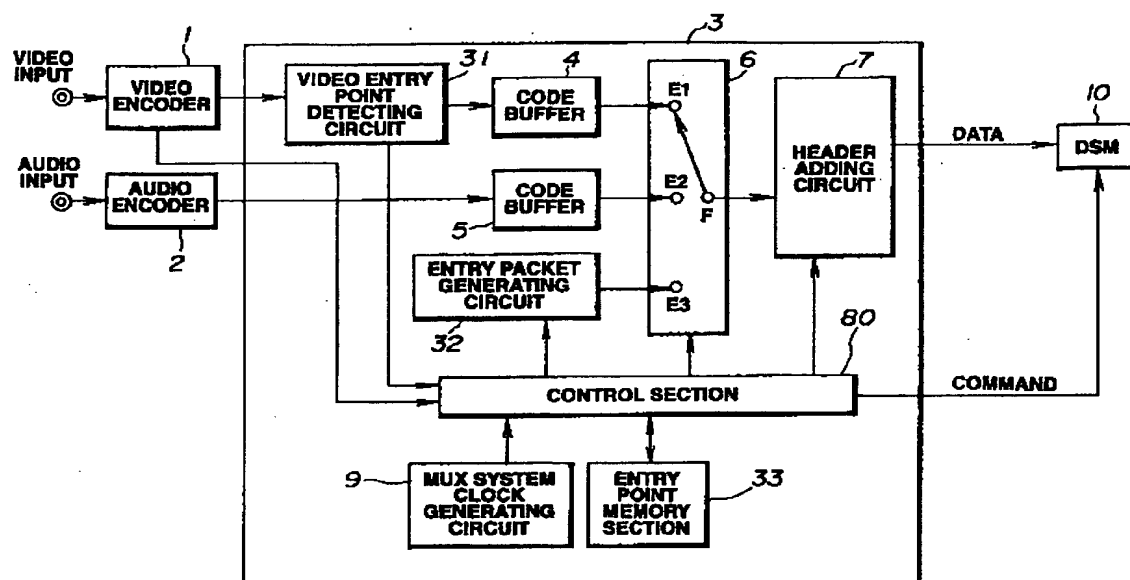 1
3
VIDEO
INPUT
VIDEO
ENCODER
31
VIDEO ENTRY
POINT
DETECTING
CIRCUIT
4
CODE
BUFFER
6
E1
E2
F
E3
7
HEADER
ADDING
CIRCUIT
DATA
10
DSM
AUDIO
INPUT
AUDIO
ENCODER
2
CODE
BUFFER
5
ENTRY PACKET
GENERATING
CIRCUIT
32
80
CONTROL SECTION
COMMAND
9
MUX SYSTEM
CLOCK
GENERATING
CIRCUIT
ENTRY
POINT
MEMORY
SECTION
33